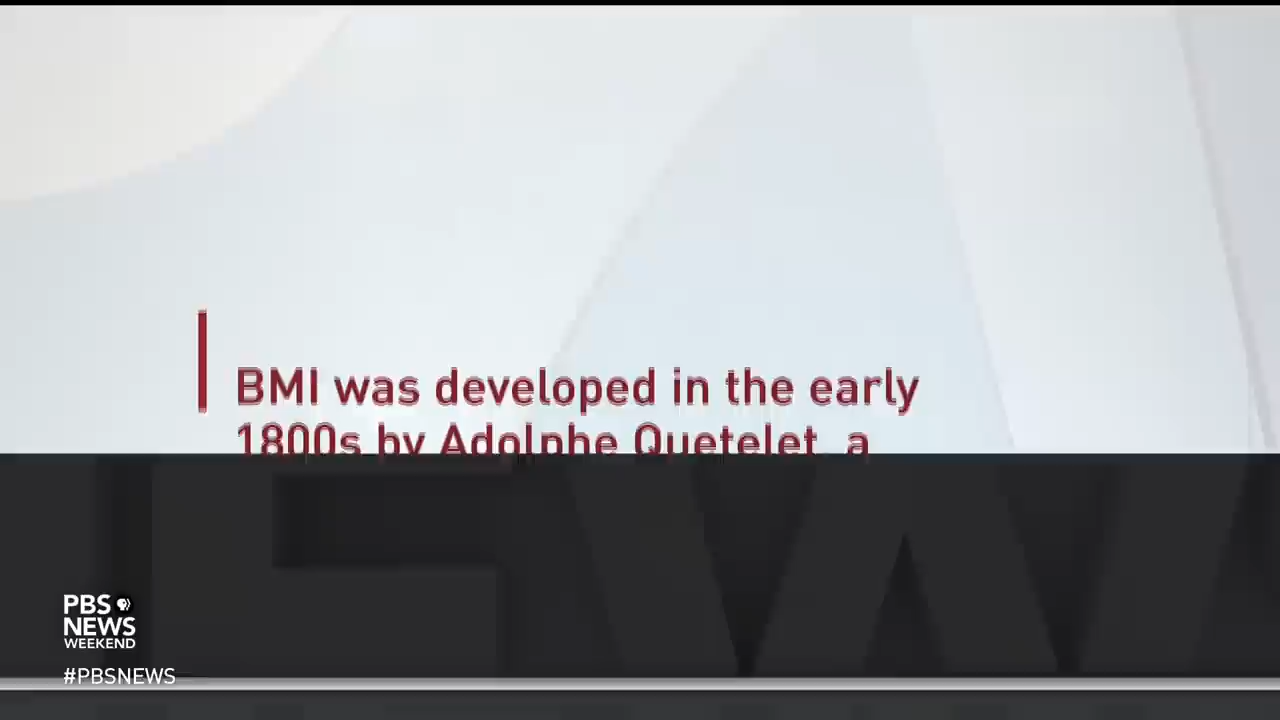 BMI was developed in the early
1800s by Adolphe Quetelet, a
PBS
NEWS
WEEKEND
#PBSNEWS